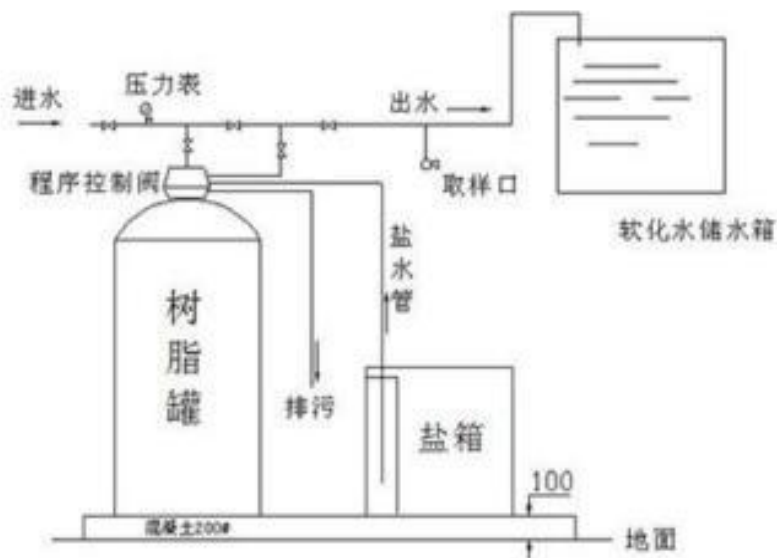 压力表
进水
出水
程序控制阀
取样口
软化水储水箱
盐水管
树脂罐
排污
盐箱
100
混凝土200#
地面